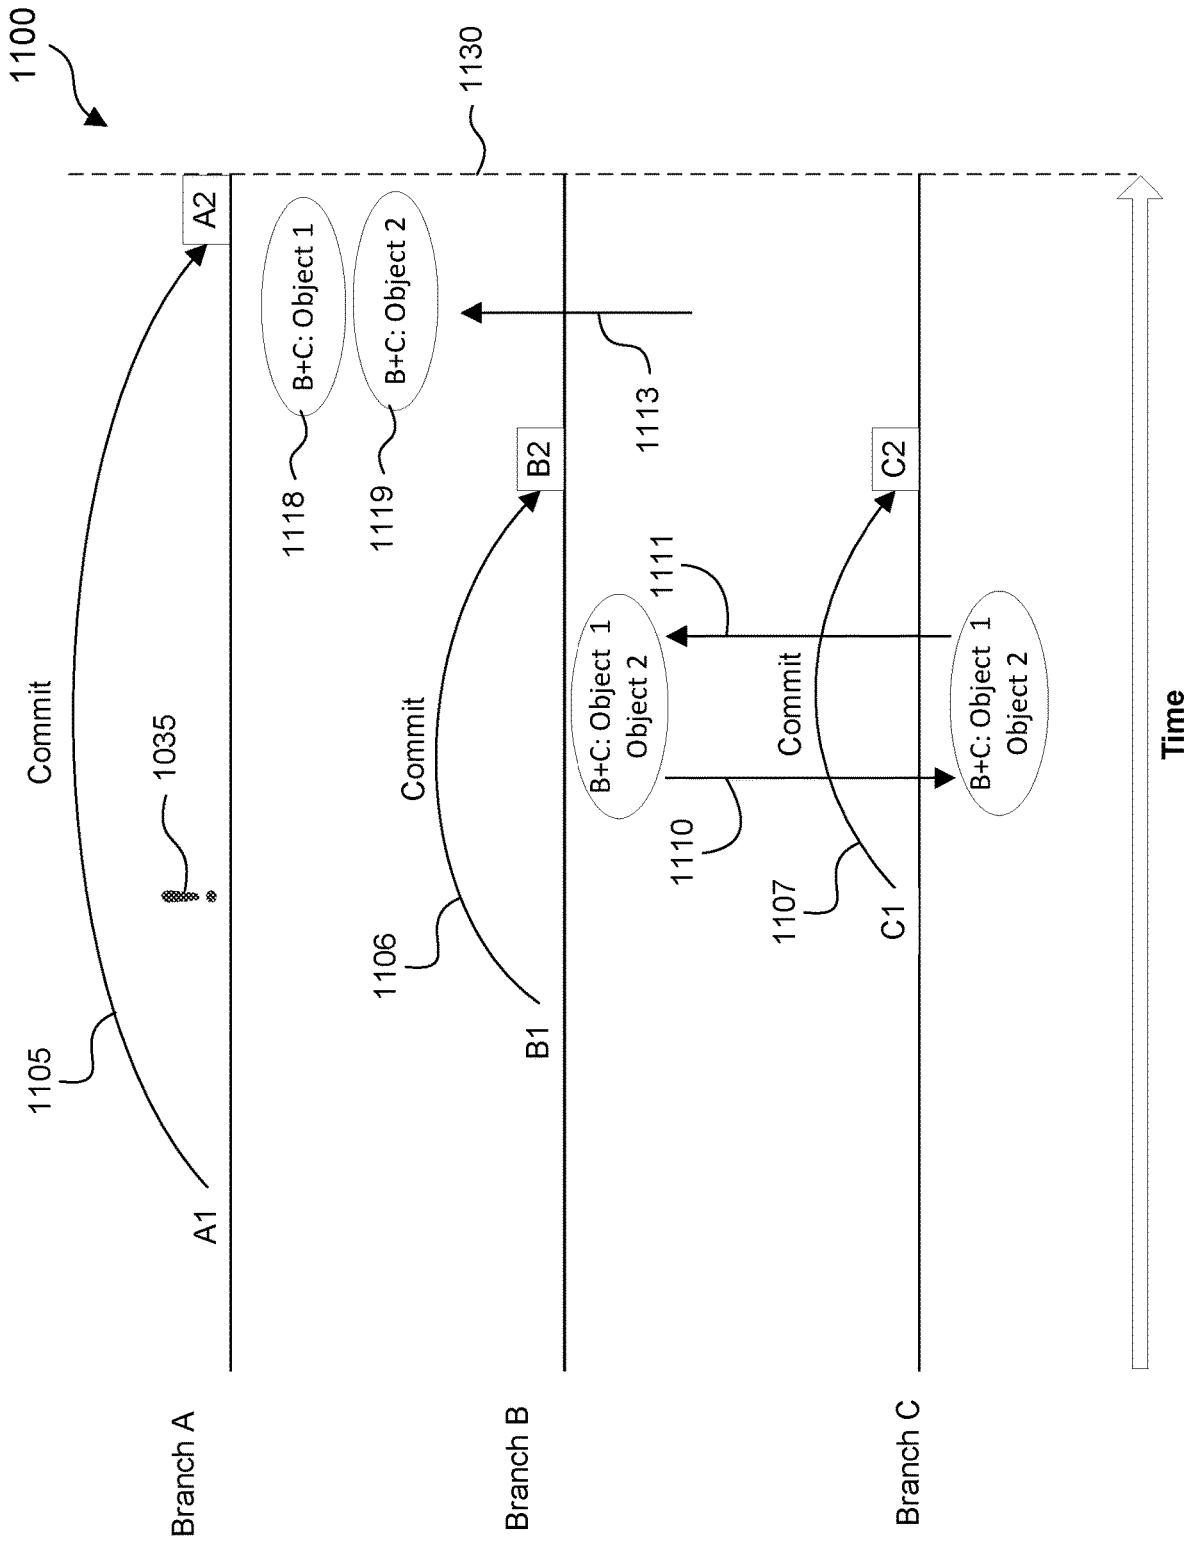 1100
Commit
1105
1035
A1
A2
Branch A
1130
B+C: Object 1
B+C: Object 2
1118
1119
Commit
1106
B1
B2
Branch B
1113
B+C: Object 1
Object 2
1111
1110
Commit
1107
C1
C2
Branch C
B+C: Object 1
Object 2
Time